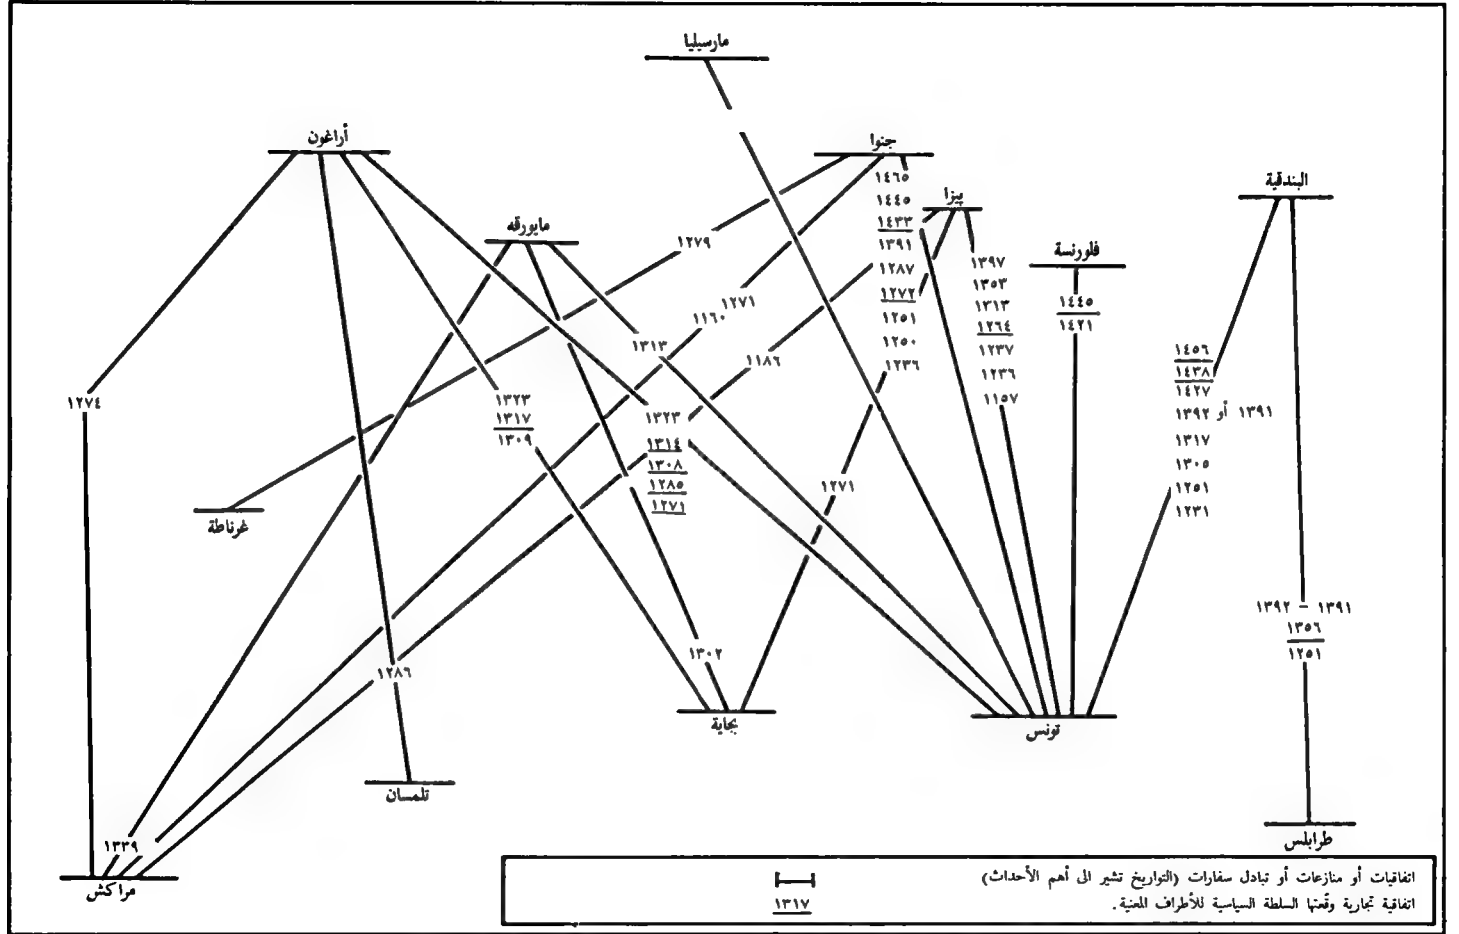 مارسيليا
أراغون
جنوا
البندقية
پيزا
مايورقه
فلورنسة
١٤٦٥
١٤٤٥
١٤٣٣
١٣٩١
١٢٨٧
١٢٧٢
١٢٥١
١٢٥٠
١٢٣٦
١٣٩٧
١٣٥٣
١٣١٣
١٢٦٤
١٢٣٧
١٢٣٦
١١٥٧
١٤٤٥
١٤٢١
١٤٥٦
١٤٣٨
١٤٢٧
١٣٩١ أو ١٣٩٢
١٣١٧
١٣٠٥
١٢٥١
١٢٣١
١٢٧٩
١٢٧١
١١٦٠
١٣١٣
١١٨٦
١٢٧٤
١٣٢٣
١٣١٧
١٣٠٩
١٣٢٣
١٣١٤
١٣٠٨
١٢٨٥
١٢٧١
١٢٧١
غرناطة
١٣٩١ – ١٣٩٢
١٣٥٦
١٢٥١
١٣٠٢
١٢٨٦
بجاية
تونس
تلمسان
طرابلس
١٣٣٩
مراكش
اتفاقيات أو منازعات أو تبادل سفارات (التواريخ تشير الى أهم الأحداث)
١٣١٧ اتفاقية تجارية وقّعتها السلطة السياسية للأطراف المعنية.